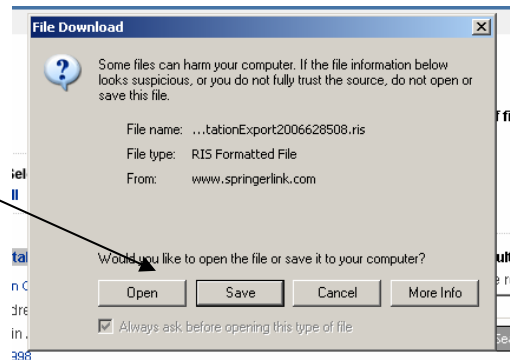 File Download
Some files can harm your computer. If the file information below
looks suspicious, or you do not fully trust the source, do not open or
save this file.
File name: ...tationExport2006628508.ris
File type: RIS Formatted File
From: www.springerlink.com
Would you like to open the file or save it to your computer?
Open Save Cancel More Info
Always ask before opening this type of file